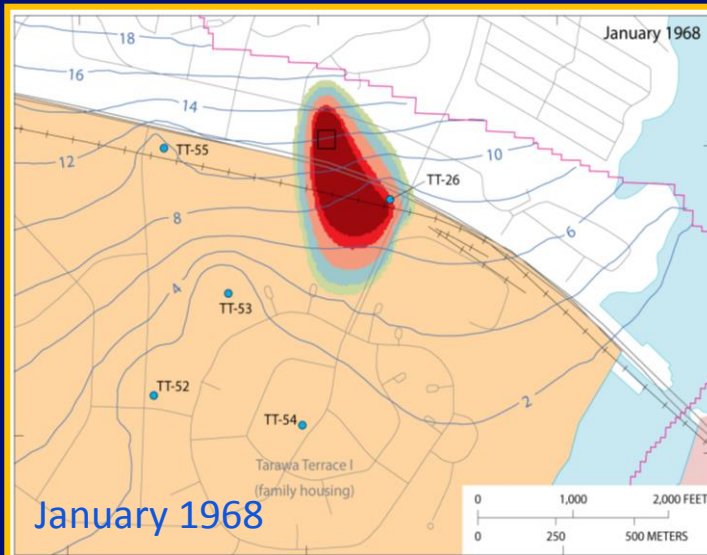 January 1968
18
16
14
12
10
8
6
4
2
TT-55
TT-26
TT-53
TT-52
TT-54
Tarawa Terrace I
(family housing)
0 1,000 2,000 FEET
0 250 500 METERS
January 1968